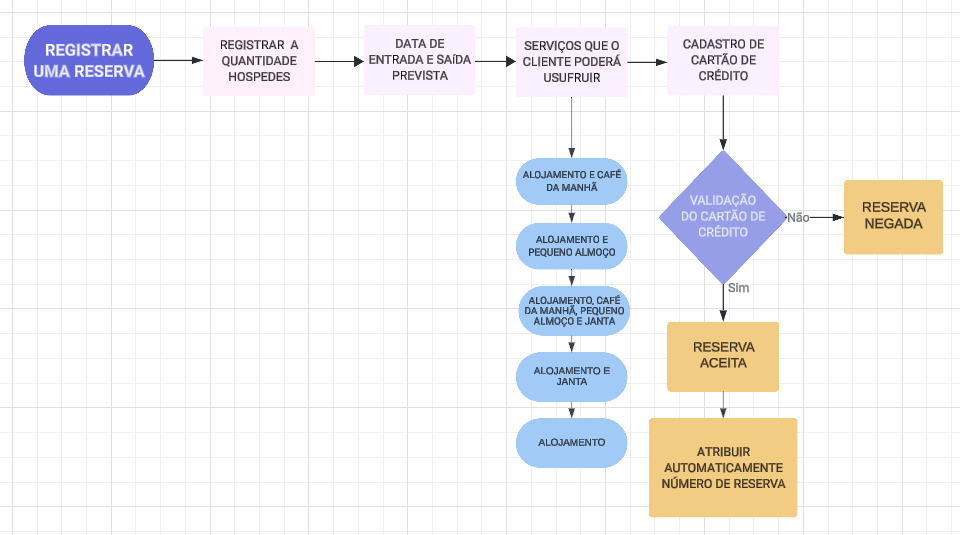 REGISTRAR
UMA RESERVA
REGISTRAR A
QUANTIDADE
HOSPEDES
DATA DE
ENTRADA E SAÍDA
PREVISTA
SERVIÇOS QUE O
CLIENTE PODERÁ
USUFRUIR
CADASTRO DE
CARTÃO DE
CRÉDITO
ALOJAMENTO E CAFÉ
DA MANHÃ
ALOJAMENTO E
PEQUENO ALMOÇO
ALOJAMENTO, CAFÉ
DA MANHÃ, PEQUENO
ALMOÇO E JANTA
ALOJAMENTO E
JANTA
ALOJAMENTO
VALIDAÇÃO
DO CARTÃO DE
CRÉDITO
Não
RESERVA
NEGADA
Sim
RESERVA
ACEITA
ATRIBUIR
AUTOMATICAMENTE
NÚMERO DE RESERVA